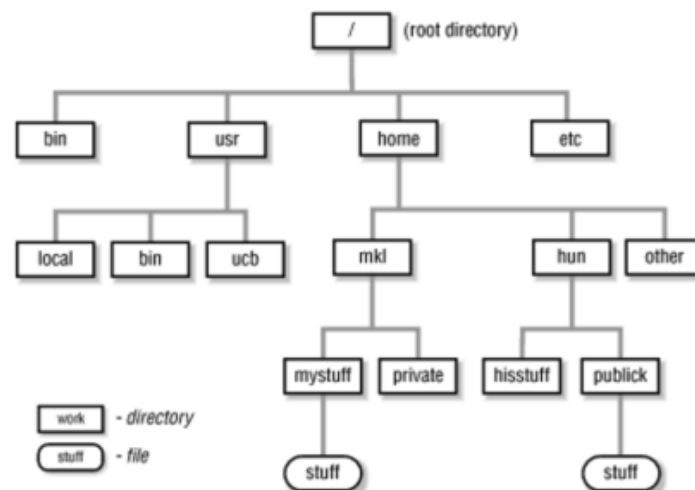 / (root directory)
bin usr home etc
local bin ucb mkl hun other
mystuff private hisstuff publick
work - directory
stuff - file
stuff stuff